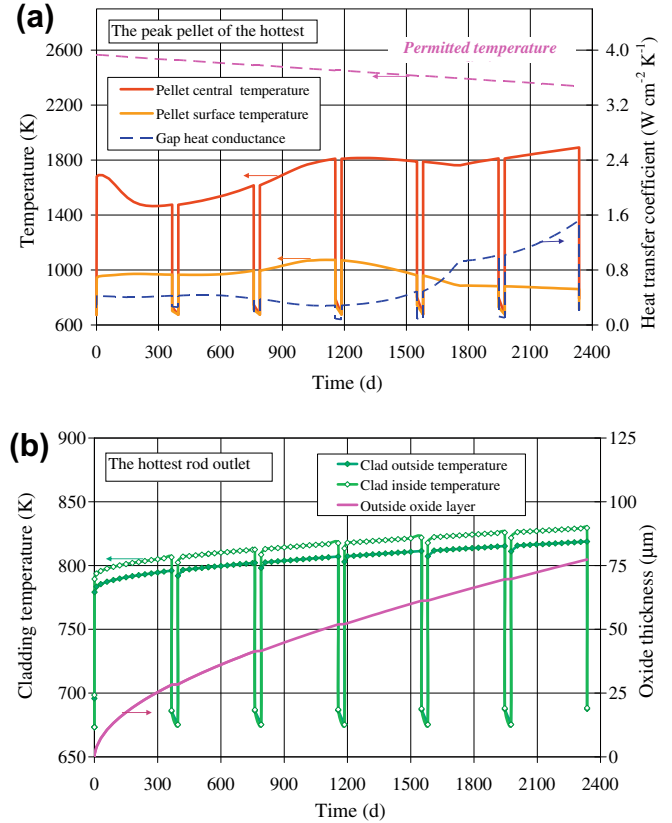 (a)
The peak pellet of the hottest
Permitted temperature
Pellet central temperature
Pellet surface temperature
Gap heat conductance
Temperature (K)
2600
2200
1800
1400
1000
600
Heat transfer coefficient (W cm⁻² K⁻¹)
4.0
3.2
2.4
1.6
0.8
0.0
0 300 600 900 1200 1500 1800 2100 2400
Time (d)
(b)
The hottest rod outlet
Clad outside temperature
Clad inside temperature
Outside oxide layer
Cladding temperature (K)
900
850
800
750
700
650
Oxide thickness (μm)
125
100
75
50
25
0
0 300 600 900 1200 1500 1800 2100 2400
Time (d)